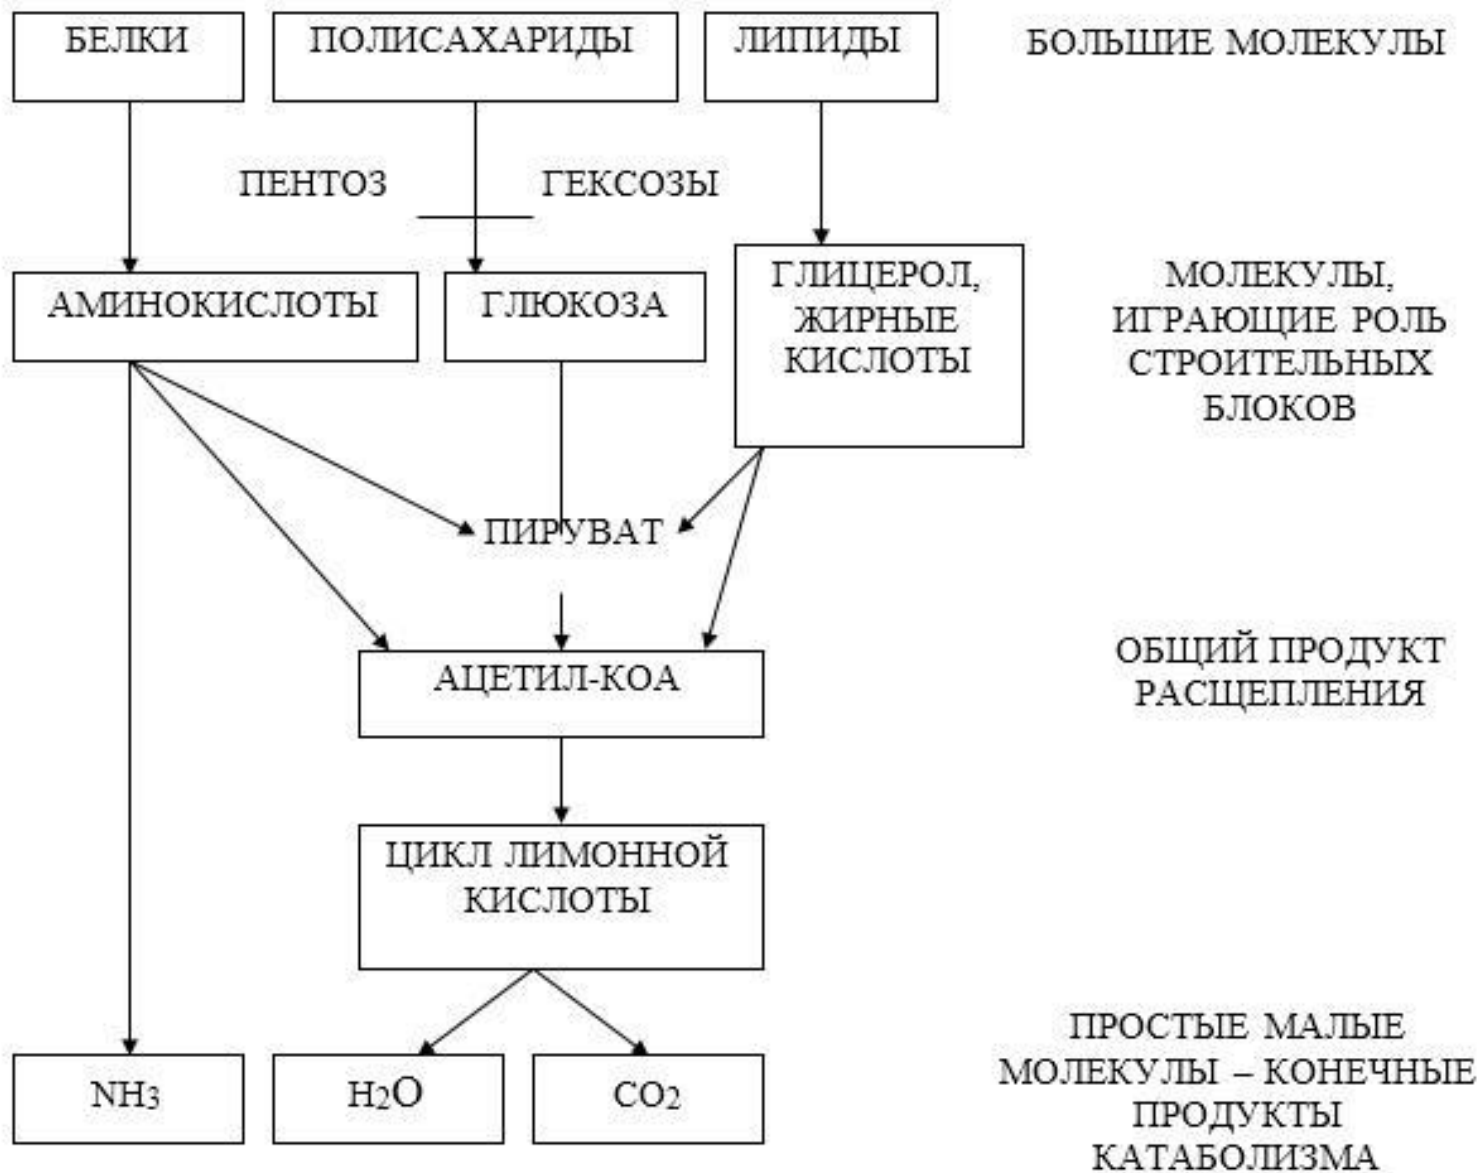 БЕЛКИ
ПОЛИСАХАРИДЫ
ЛИПИДЫ
БОЛЬШИЕ МОЛЕКУЛЫ
ПЕНТОЗ
ГЕКСОЗЫ
АМИНОКИСЛОТЫ
ГЛЮКОЗА
ГЛИЦЕРОЛ,
ЖИРНЫЕ
КИСЛОТЫ
МОЛЕКУЛЫ,
ИГРАЮЩИЕ РОЛЬ
СТРОИТЕЛЬНЫХ
БЛОКОВ
ПИРУВАТ
АЦЕТИЛ-КОА
ОБЩИЙ ПРОДУКТ
РАСЩЕПЛЕНИЯ
ЦИКЛ ЛИМОННОЙ
КИСЛОТЫ
NH3
H2O
CO2
ПРОСТЫЕ МАЛЫЕ
МОЛЕКУЛЫ – КОНЕЧНЫЕ
ПРОДУКТЫ
КАТАБОЛИЗМА